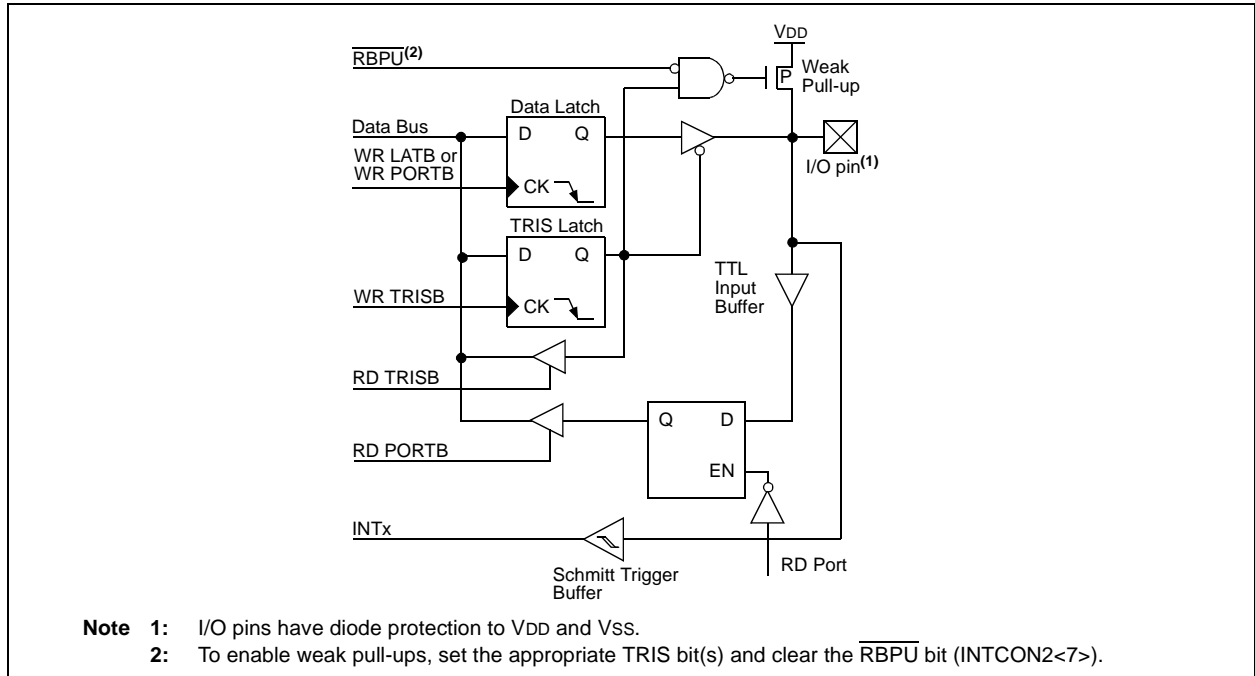 VDD
RBPU(2)
Weak
Pull-up
P
Data Latch
Data Bus
D Q
WR LATB or
WR PORTB
CK
I/O pin(1)
TRIS Latch
D Q
TTL
Input
Buffer
WR TRISB
CK
RD TRISB
Q D
RD PORTB
EN
INTx
Schmitt Trigger
Buffer
RD Port
Note 1: I/O pins have diode protection to VDD and VSS.
2: To enable weak pull-ups, set the appropriate TRIS bit(s) and clear the RBPU bit (INTCON2<7>).